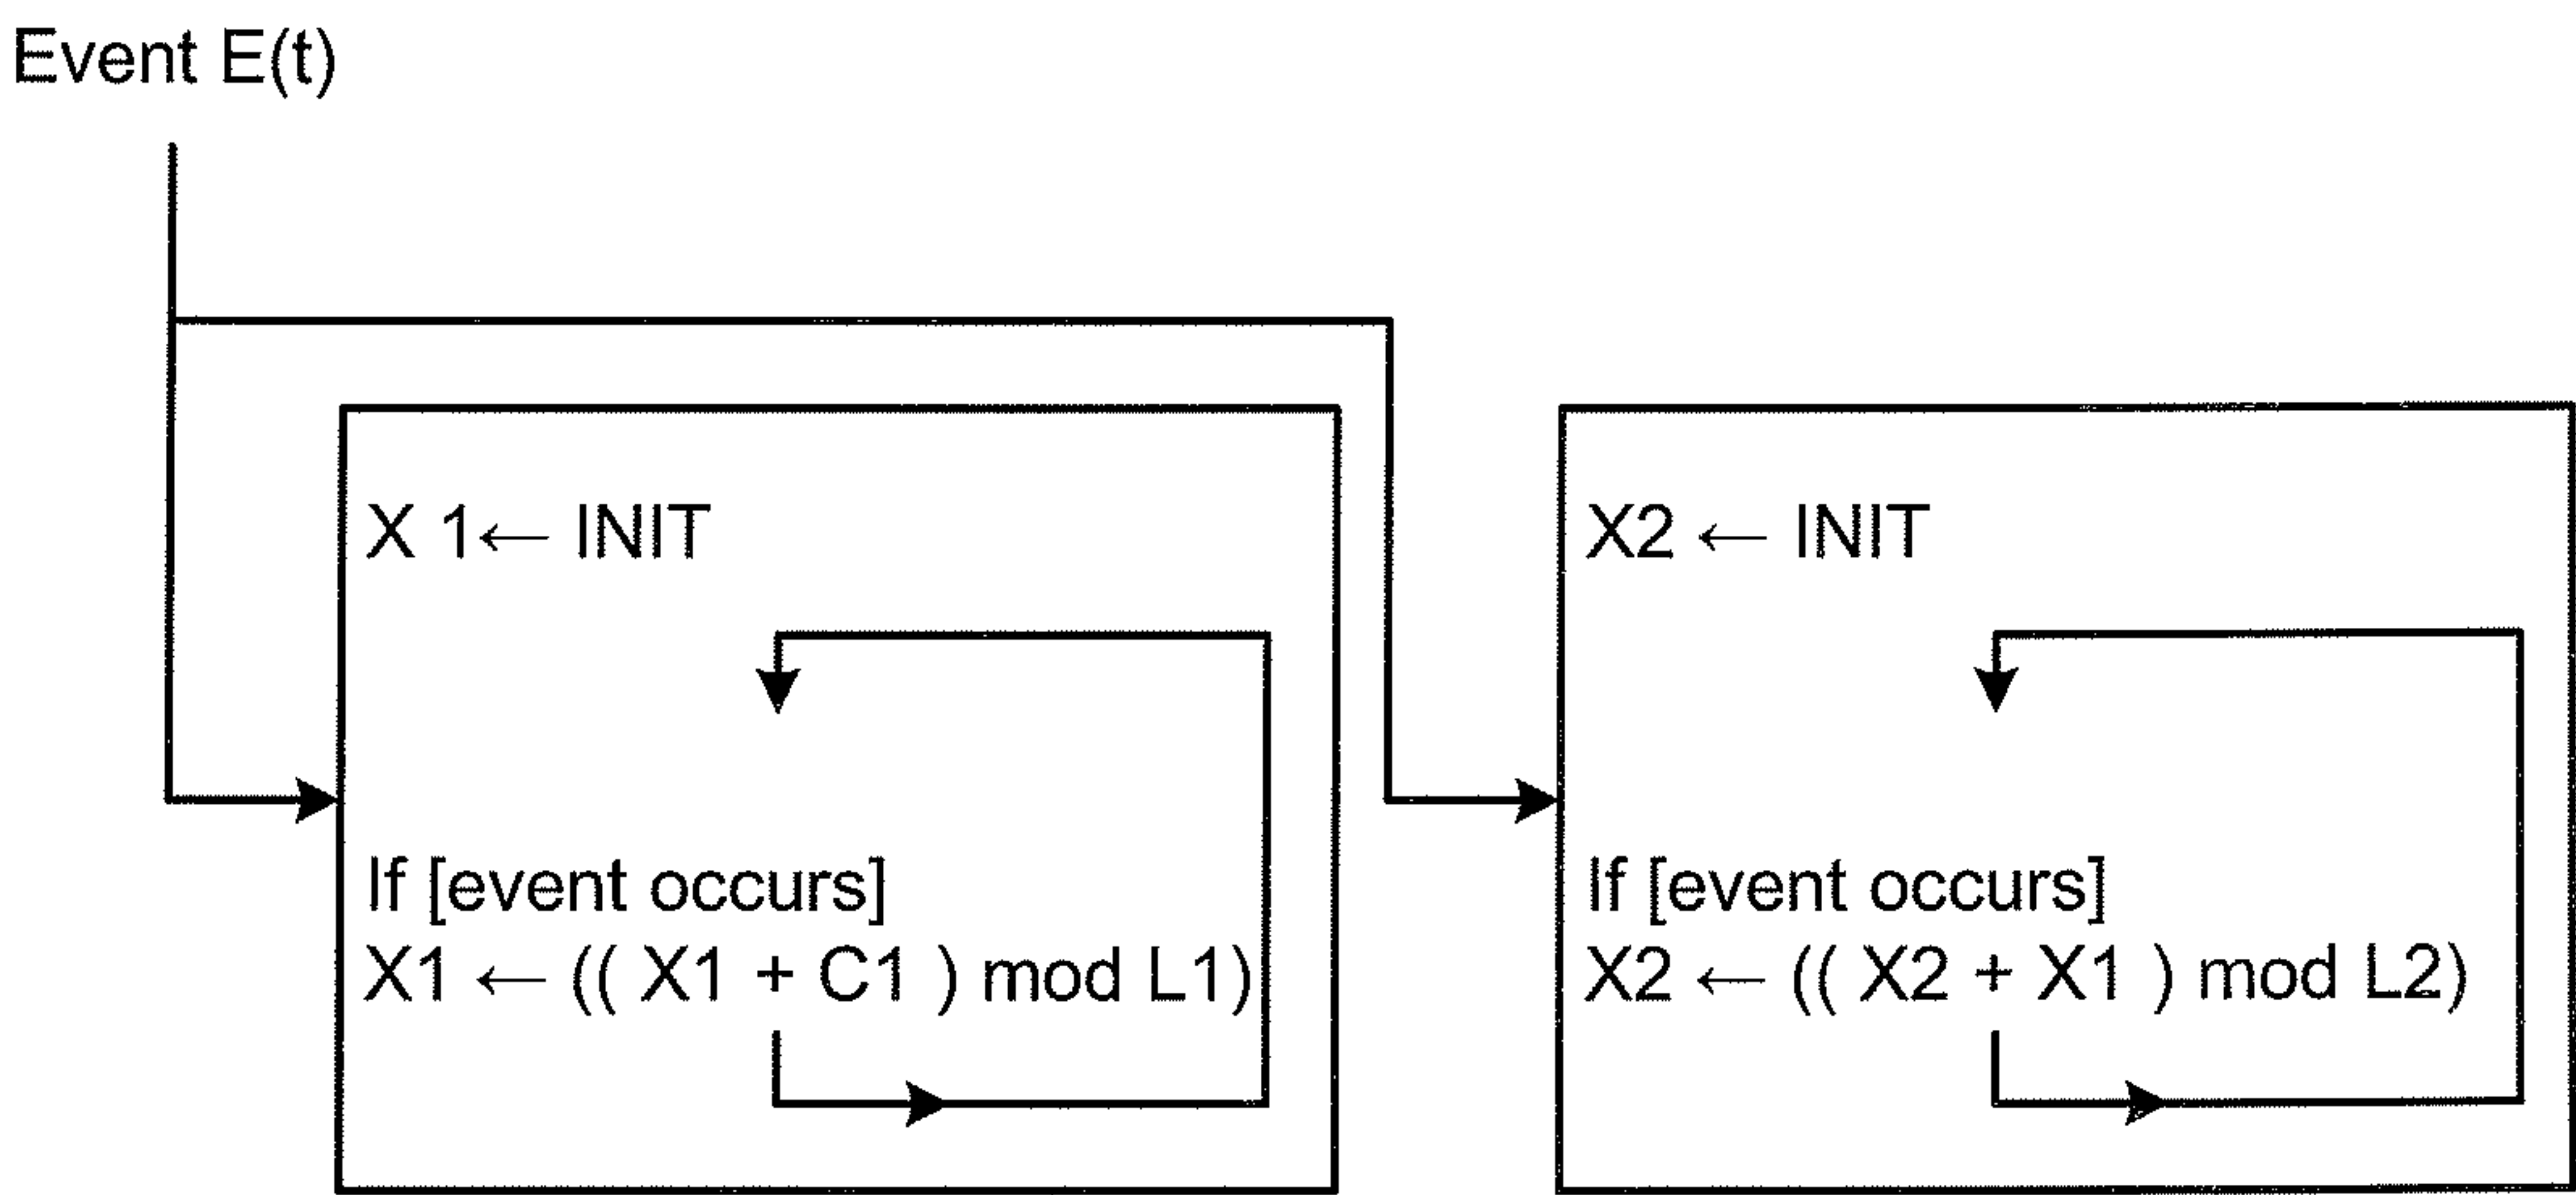 Event E(t)
X 1← INIT
If [event occurs]
X1 ← (( X1 + C1 ) mod L1)
X2 ← INIT
If [event occurs]
X2 ← (( X2 + X1 ) mod L2)